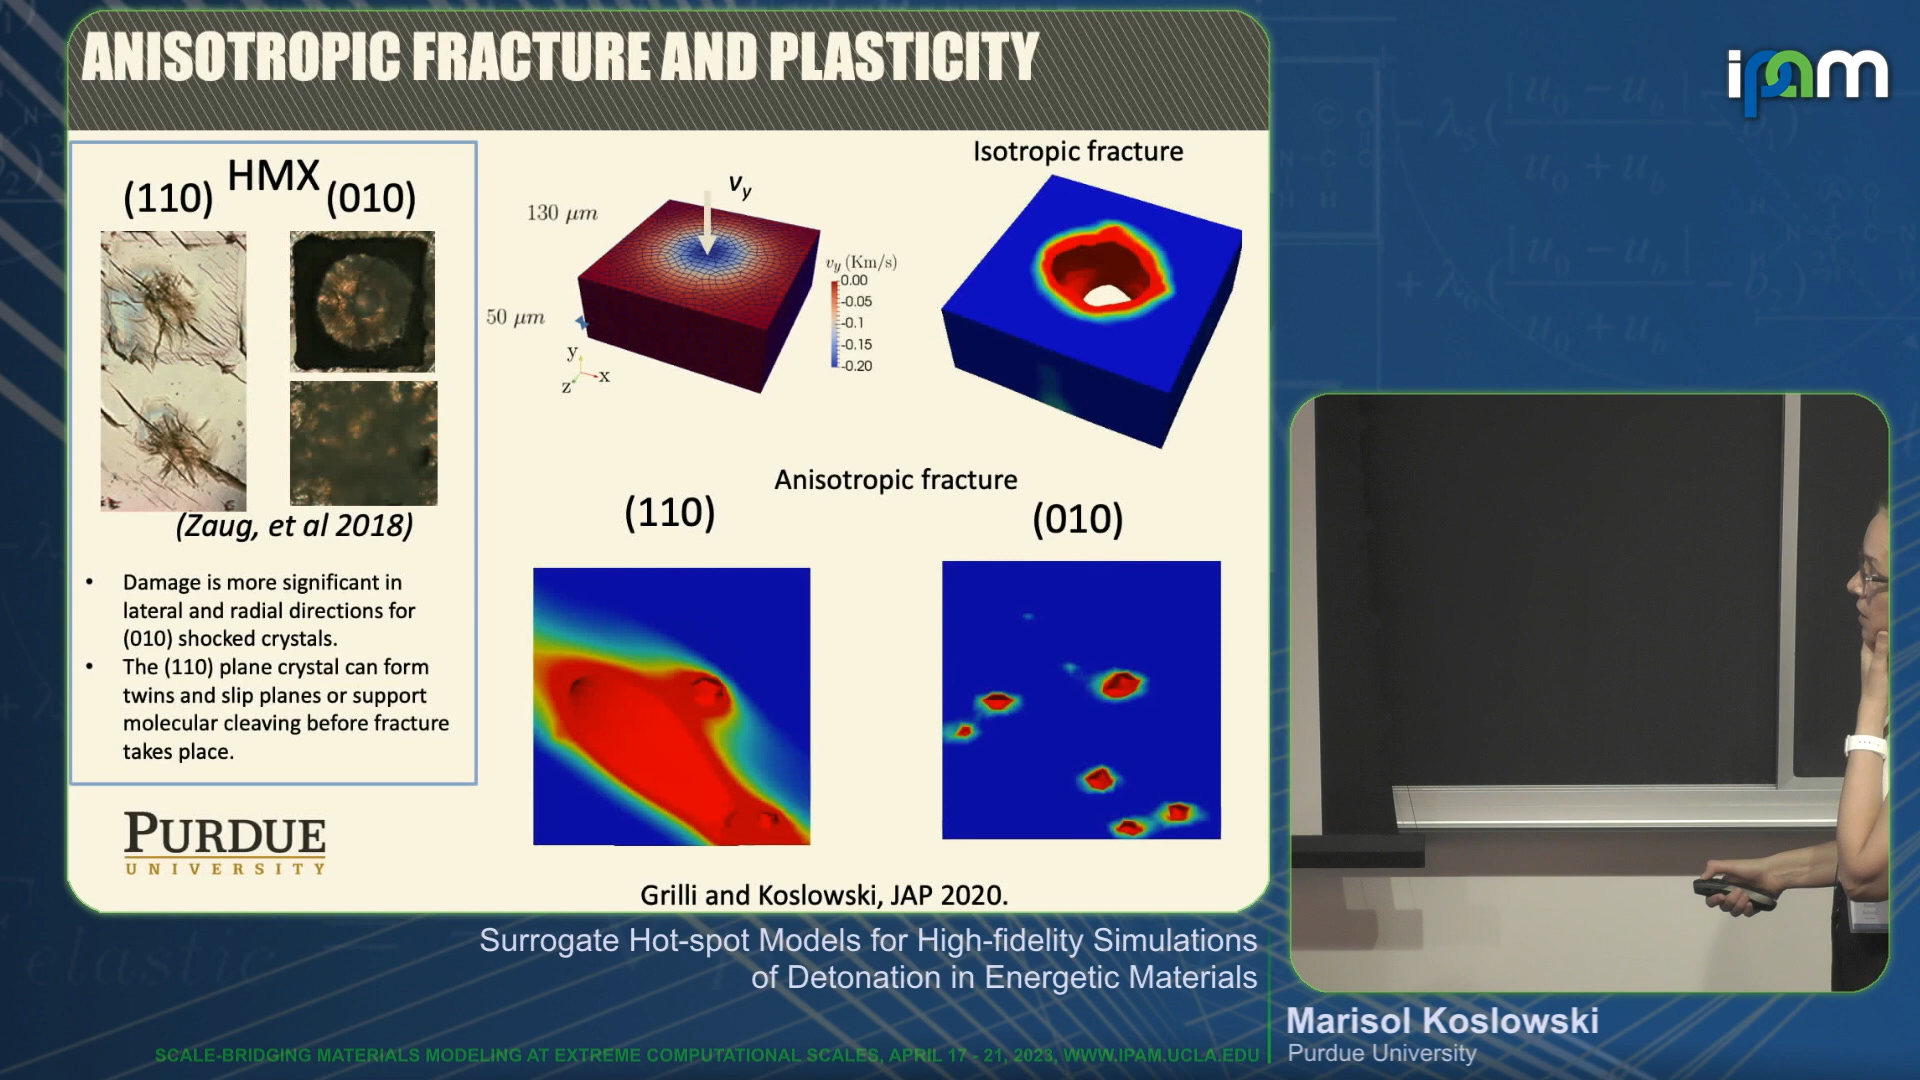 ANISOTROPIC FRACTURE AND PLASTICITY
ipam
HMX
(110)
(010)
(Zaug, et al 2018)
• Damage is more significant in
lateral and radial directions for
(010) shocked crystals.
• The (110) plane crystal can form
twins and slip planes or support
molecular cleaving before fracture
takes place.
PURDUE
UNIVERSITY
130 μm
50 μm
vy
vy (Km/s)
0.00
-0.05
-0.1
-0.15
-0.20
y
x
z
Isotropic fracture
Anisotropic fracture
(110)
(010)
Grilli and Koslowski, JAP 2020.
Surrogate Hot-spot Models for High-fidelity Simulations
of Detonation in Energetic Materials
Marisol Koslowski
Purdue University
SCALE-BRIDGING MATERIALS MODELING AT EXTREME COMPUTATIONAL SCALES, APRIL 17 - 21, 2023, WWW.IPAM.UCLA.EDU
elastic